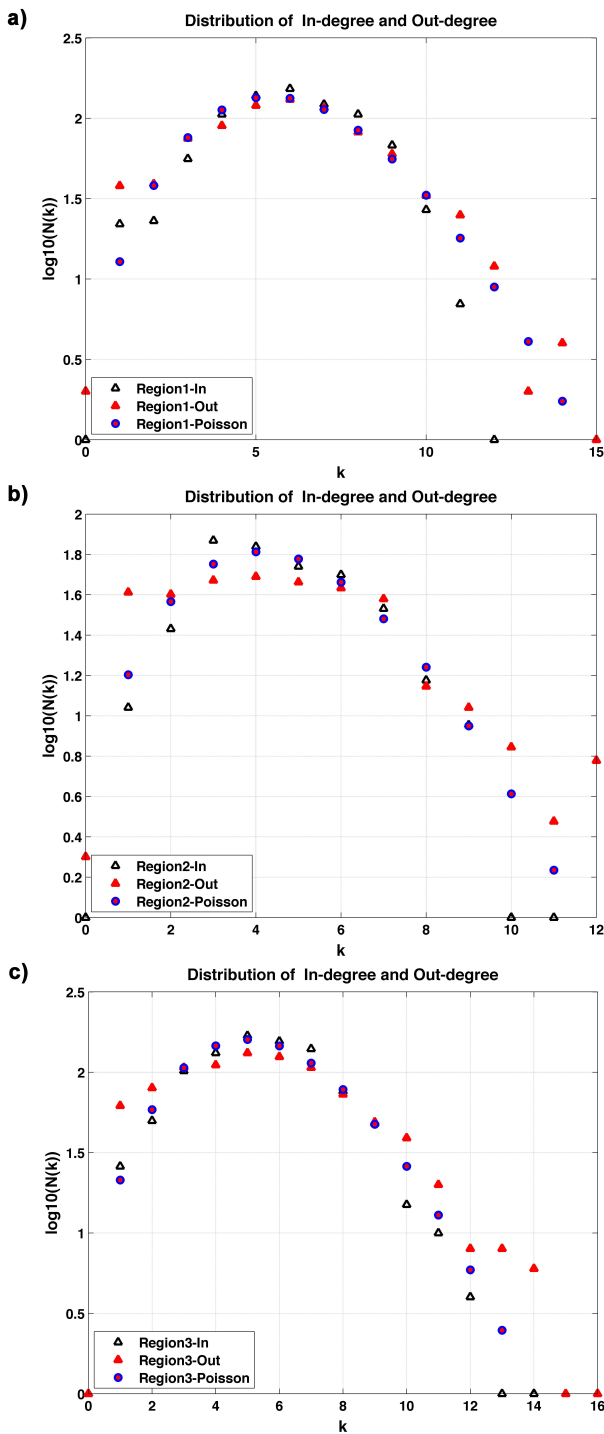 a)
Distribution of In-degree and Out-degree
2.5
2
1.5
1
0.5
0
log10(N(k))
Region1-In
Region1-Out
Region1-Poisson
0 5 10 15
k
b)
Distribution of In-degree and Out-degree
2
1.8
1.6
1.4
1.2
1
0.8
0.6
0.4
0.2
0
log10(N(k))
Region2-In
Region2-Out
Region2-Poisson
0 2 4 6 8 10 12
k
c)
Distribution of In-degree and Out-degree
2.5
2
1.5
1
0.5
0
log10(N(k))
Region3-In
Region3-Out
Region3-Poisson
0 2 4 6 8 10 12 14 16
k